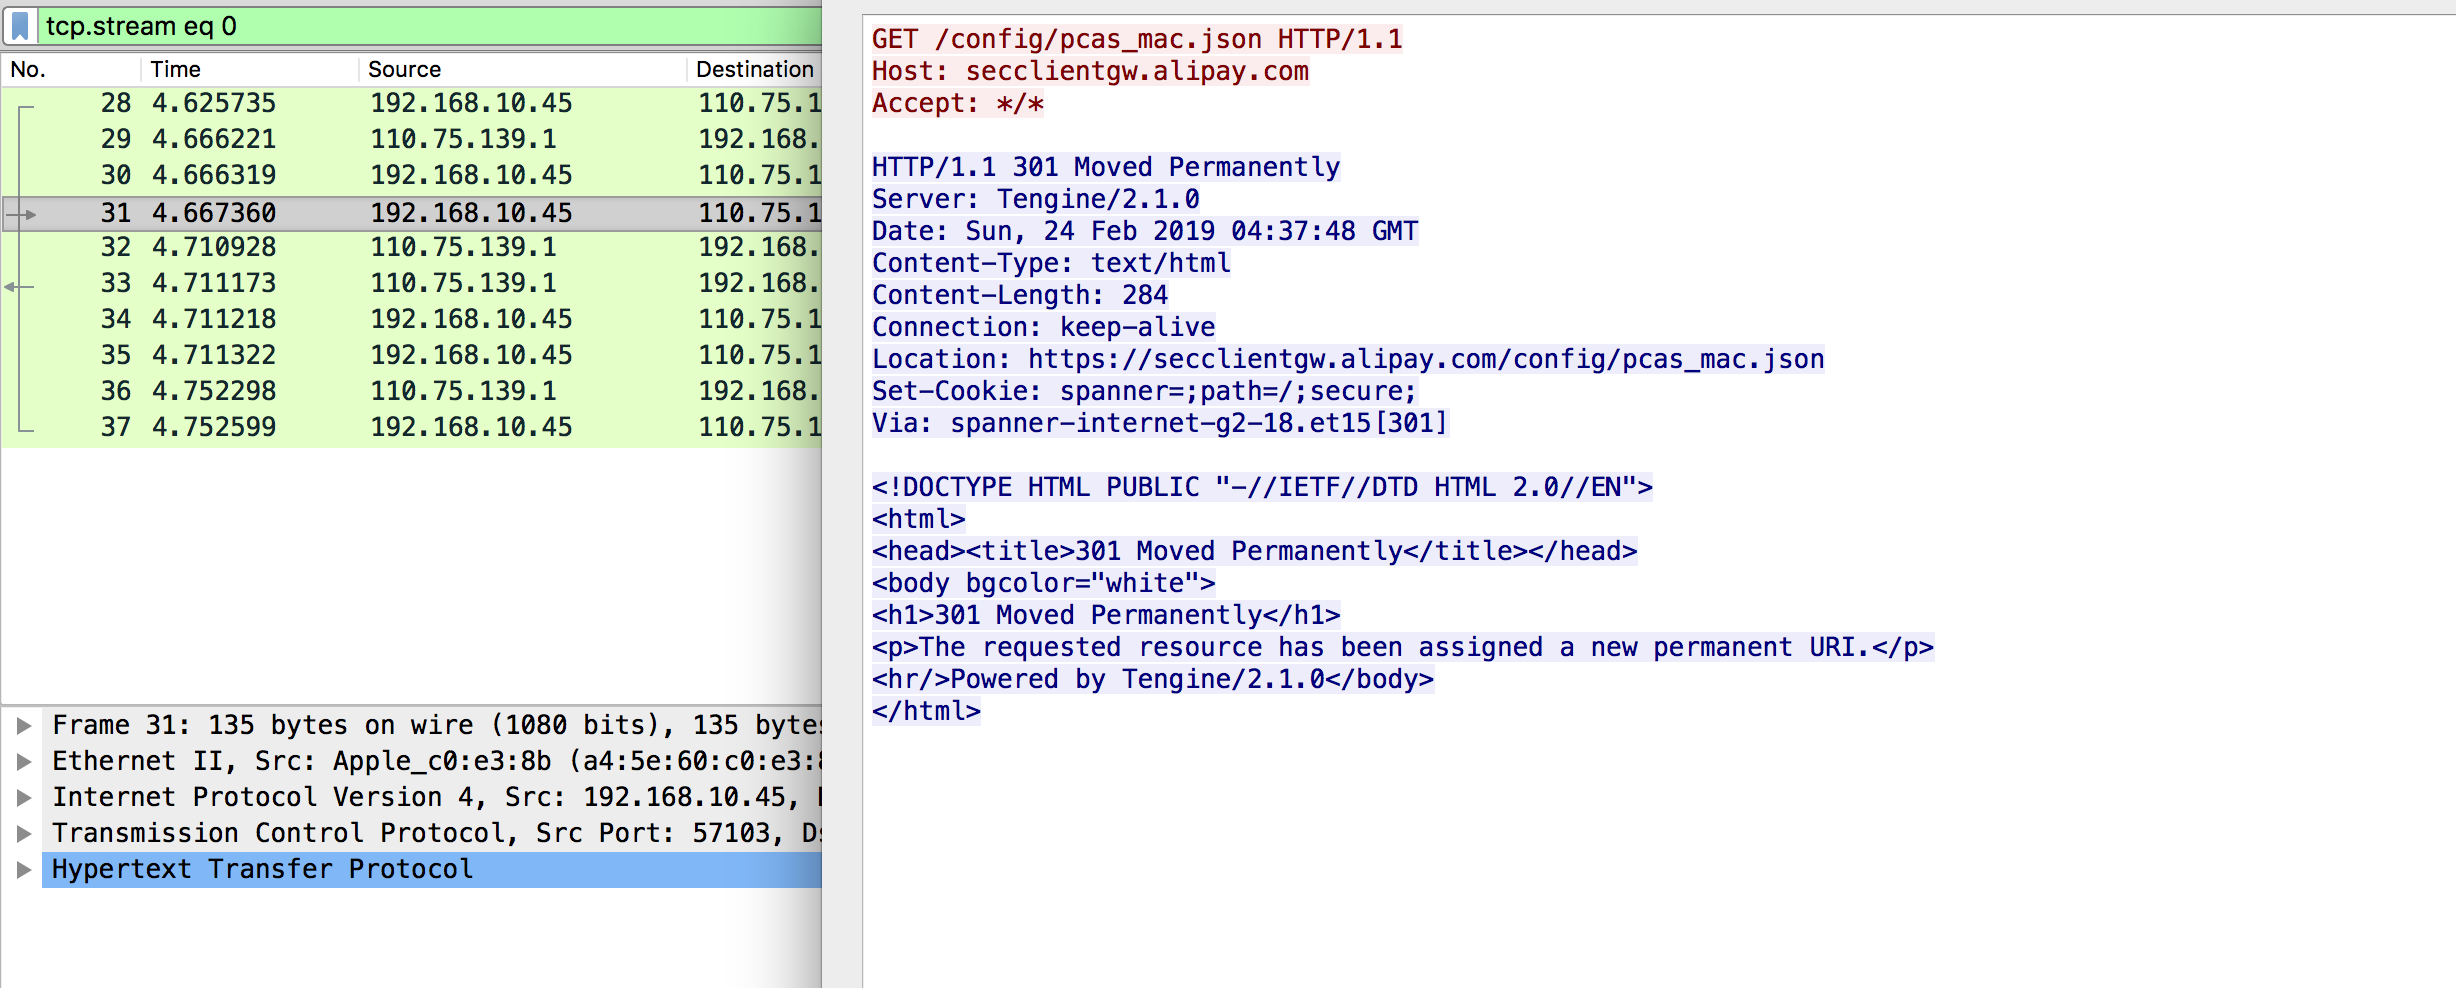 tcp.stream eq 0
No. Time Source Destination
28 4.625735 192.168.10.45 110.75.1
29 4.666221 110.75.139.1 192.168.
30 4.666319 192.168.10.45 110.75.1
31 4.667360 192.168.10.45 110.75.1
32 4.710928 110.75.139.1 192.168.
33 4.711173 110.75.139.1 192.168.
34 4.711218 192.168.10.45 110.75.1
35 4.711322 192.168.10.45 110.75.1
36 4.752298 110.75.139.1 192.168.
37 4.752599 192.168.10.45 110.75.1
Frame 31: 135 bytes on wire (1080 bits), 135 bytes
Ethernet II, Src: Apple_c0:e3:8b (a4:5e:60:c0:e3:8
Internet Protocol Version 4, Src: 192.168.10.45,
Transmission Control Protocol, Src Port: 57103, Ds
Hypertext Transfer Protocol
GET /config/pcas_mac.json HTTP/1.1
Host: secclientgw.alipay.com
Accept: */*
HTTP/1.1 301 Moved Permanently
Server: Tengine/2.1.0
Date: Sun, 24 Feb 2019 04:37:48 GMT
Content-Type: text/html
Content-Length: 284
Connection: keep-alive
Location: https://secclientgw.alipay.com/config/pcas_mac.json
Set-Cookie: spanner=;path=/;secure;
Via: spanner-internet-g2-18.et15[301]
<!DOCTYPE HTML PUBLIC "-//IETF//DTD HTML 2.0//EN">
<html>
<head><title>301 Moved Permanently</title></head>
<body bgcolor="white">
<h1>301 Moved Permanently</h1>
<p>The requested resource has been assigned a new permanent URI.</p>
<hr/>Powered by Tengine/2.1.0</body>
</html>